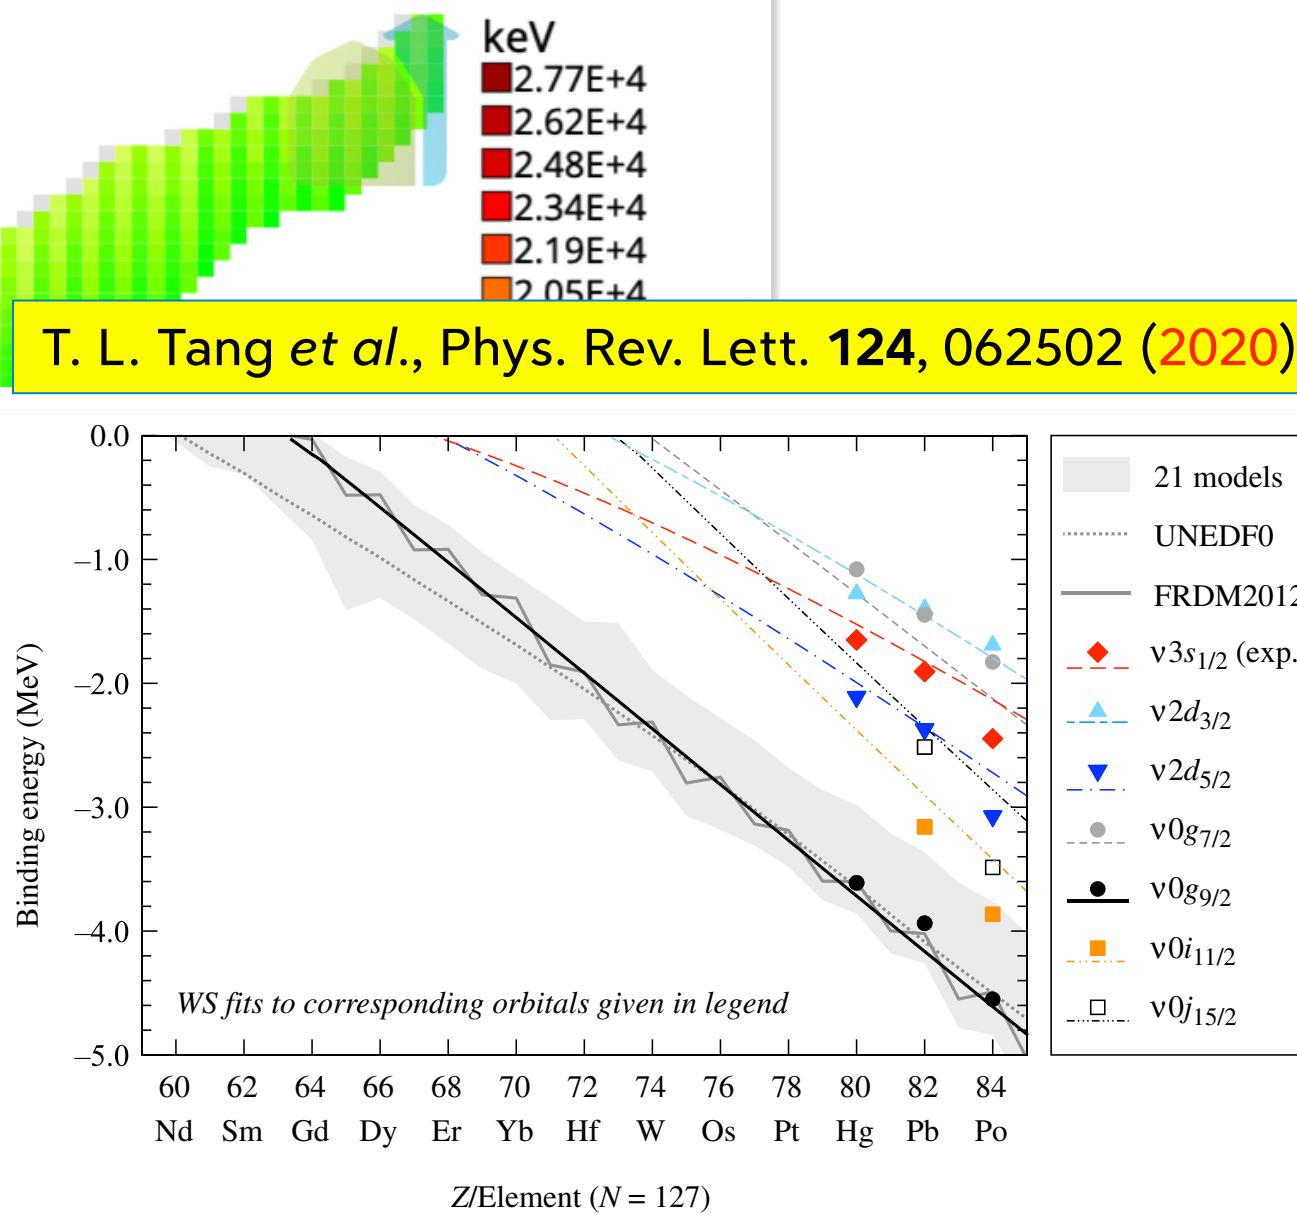 keV
2.77E+4
2.62E+4
2.48E+4
2.34E+4
2.19E+4
2.05E+4
T. L. Tang et al., Phys. Rev. Lett. 124, 062502 (2020)
0.0
–1.0
–2.0
–3.0
–4.0
–5.0
Binding energy (MeV)
WS fits to corresponding orbitals given in legend
60 62 64 66 68 70 72 74 76 78 80 82 84
Nd Sm Gd Dy Er Yb Hf W Os Pt Hg Pb Po
Z/Element (N = 127)
21 models
UNEDF0
FRDM2012
ν3s1/2 (exp.
ν2d3/2
ν2d5/2
ν0g7/2
ν0g9/2
ν0i11/2
ν0j15/2